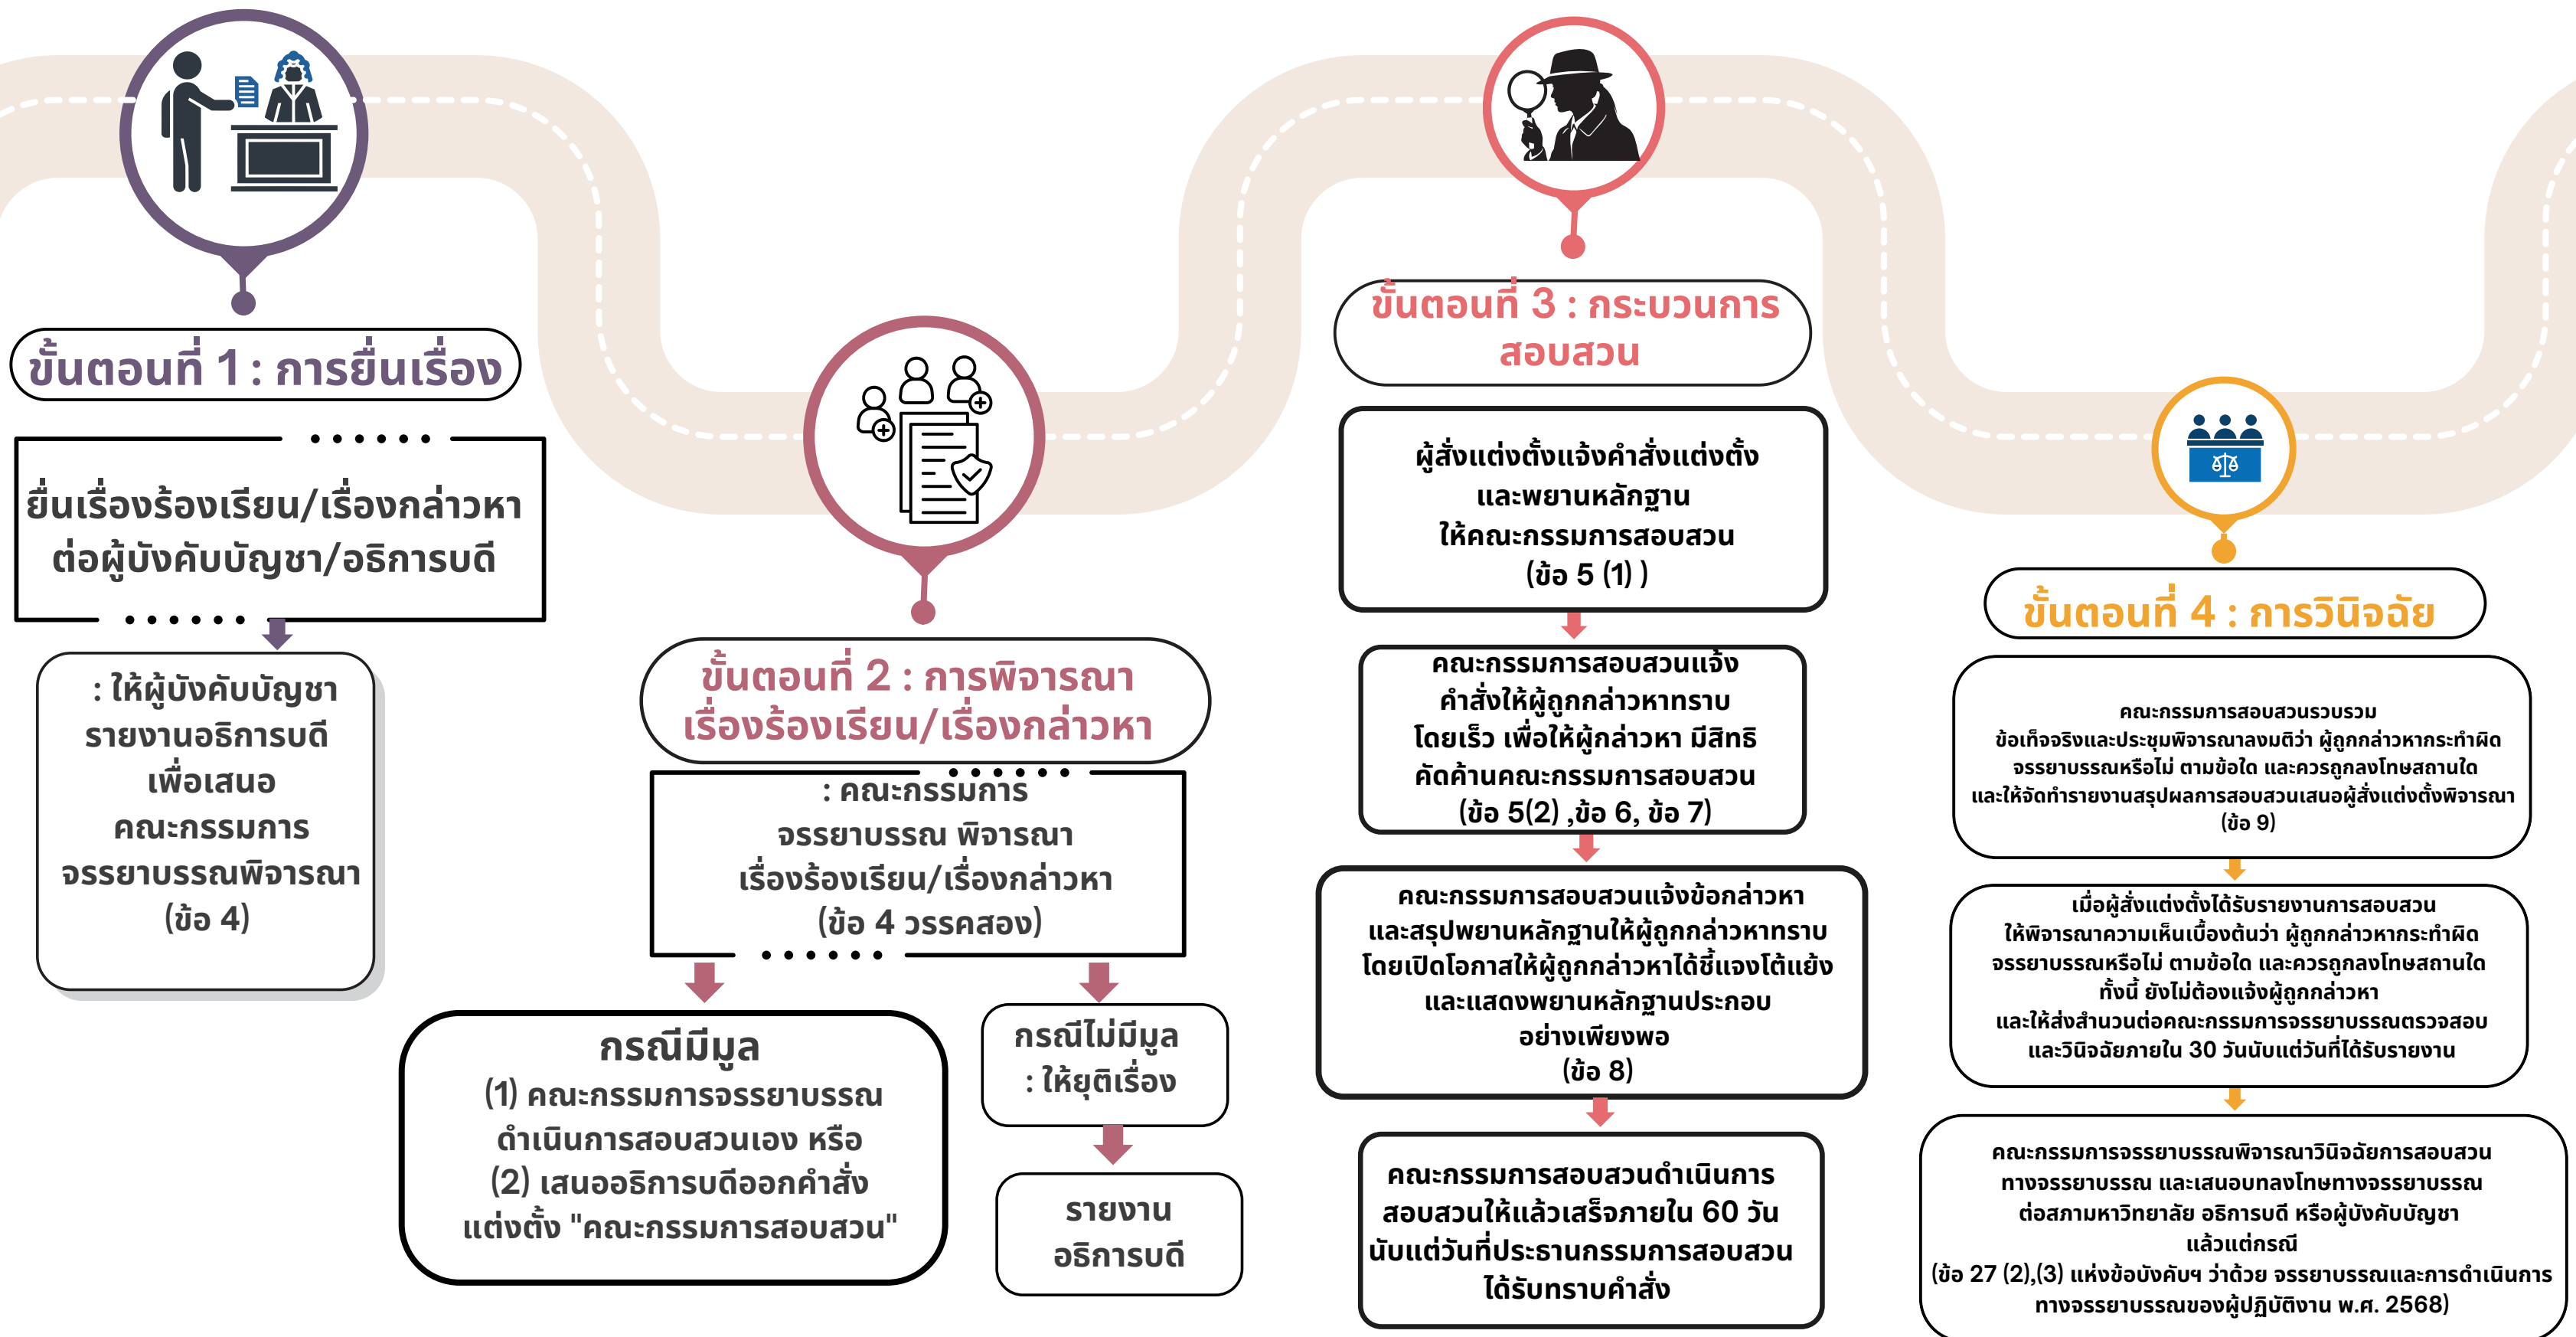 ขั้นตอนที่ 1 : การยื่นเรื่อง
ยื่นเรื่องร้องเรียน/เรื่องกล่าวหา
ต่อผู้บังคับบัญชา/อธิการบดี
: ให้ผู้บังคับบัญชา
รายงานอธิการบดี
เพื่อเสนอ
คณะกรรมการ
จรรยาบรรณพิจารณา
(ข้อ 4)
ขั้นตอนที่ 2 : การพิจารณา
เรื่องร้องเรียน/เรื่องกล่าวหา
: คณะกรรมการ
จรรยาบรรณ พิจารณา
เรื่องร้องเรียน/เรื่องกล่าวหา
(ข้อ 4 วรรคสอง)
กรณีมีมูล
(1) คณะกรรมการจรรยาบรรณ
ดำเนินการสอบสวนเอง หรือ
(2) เสนออธิการบดีออกคำสั่ง
แต่งตั้ง "คณะกรรมการสอบสวน"
กรณีไม่มีมูล
: ให้ยุติเรื่อง
รายงาน
อธิการบดี
ขั้นตอนที่ 3 : กระบวนการ
สอบสวน
ผู้สั่งแต่งตั้งแจ้งคำสั่งแต่งตั้ง
และพยานหลักฐาน
ให้คณะกรรมการสอบสวน
(ข้อ 5 (1) )
คณะกรรมการสอบสวนแจ้ง
คำสั่งให้ผู้ถูกกล่าวหาทราบ
โดยเร็ว เพื่อให้ผู้กล่าวหา มีสิทธิ
คัดค้านคณะกรรมการสอบสวน
(ข้อ 5(2) ,ข้อ 6, ข้อ 7)
คณะกรรมการสอบสวนแจ้งข้อกล่าวหา
และสรุปพยานหลักฐานให้ผู้ถูกกล่าวหาทราบ
โดยเปิดโอกาสให้ผู้ถูกกล่าวหาได้ชี้แจงโต้แย้ง
และแสดงพยานหลักฐานประกอบ
อย่างเพียงพอ
(ข้อ 8)
คณะกรรมการสอบสวนดำเนินการ
สอบสวนให้แล้วเสร็จภายใน 60 วัน
นับแต่วันที่ประธานกรรมการสอบสวน
ได้รับทราบคำสั่ง
ขั้นตอนที่ 4 : การวินิจฉัย
คณะกรรมการสอบสวนรวบรวม
ข้อเท็จจริงและประชุมพิจารณาลงมติว่า ผู้ถูกกล่าวหากระทำผิด
จรรยาบรรณหรือไม่ ตามข้อใด และควรถูกลงโทษสถานใด
และให้จัดทำรายงานสรุปผลการสอบสวนเสนอผู้สั่งแต่งตั้งพิจารณา
(ข้อ 9)
เมื่อผู้สั่งแต่งตั้งได้รับรายงานการสอบสวน
ให้พิจารณาความเห็นเบื้องต้นว่า ผู้ถูกกล่าวหากระทำผิด
จรรยาบรรณหรือไม่ ตามข้อใด และควรถูกลงโทษสถานใด
ทั้งนี้ ยังไม่ต้องแจ้งผู้ถูกกล่าวหา
และให้ส่งสำนวนต่อคณะกรรมการจรรยาบรรณตรวจสอบ
และวินิจฉัยภายใน 30 วันนับแต่วันที่ได้รับรายงาน
คณะกรรมการจรรยาบรรณพิจารณาวินิจฉัยการสอบสวน
ทางจรรยาบรรณ และเสนอบทลงโทษทางจรรยาบรรณ
ต่อสภามหาวิทยาลัย อธิการบดี หรือผู้บังคับบัญชา
แล้วแต่กรณี
(ข้อ 27 (2),(3) แห่งข้อบังคับฯ ว่าด้วย จรรยาบรรณและการดำเนินการ
ทางจรรยาบรรณของผู้ปฏิบัติงาน พ.ศ. 2568)